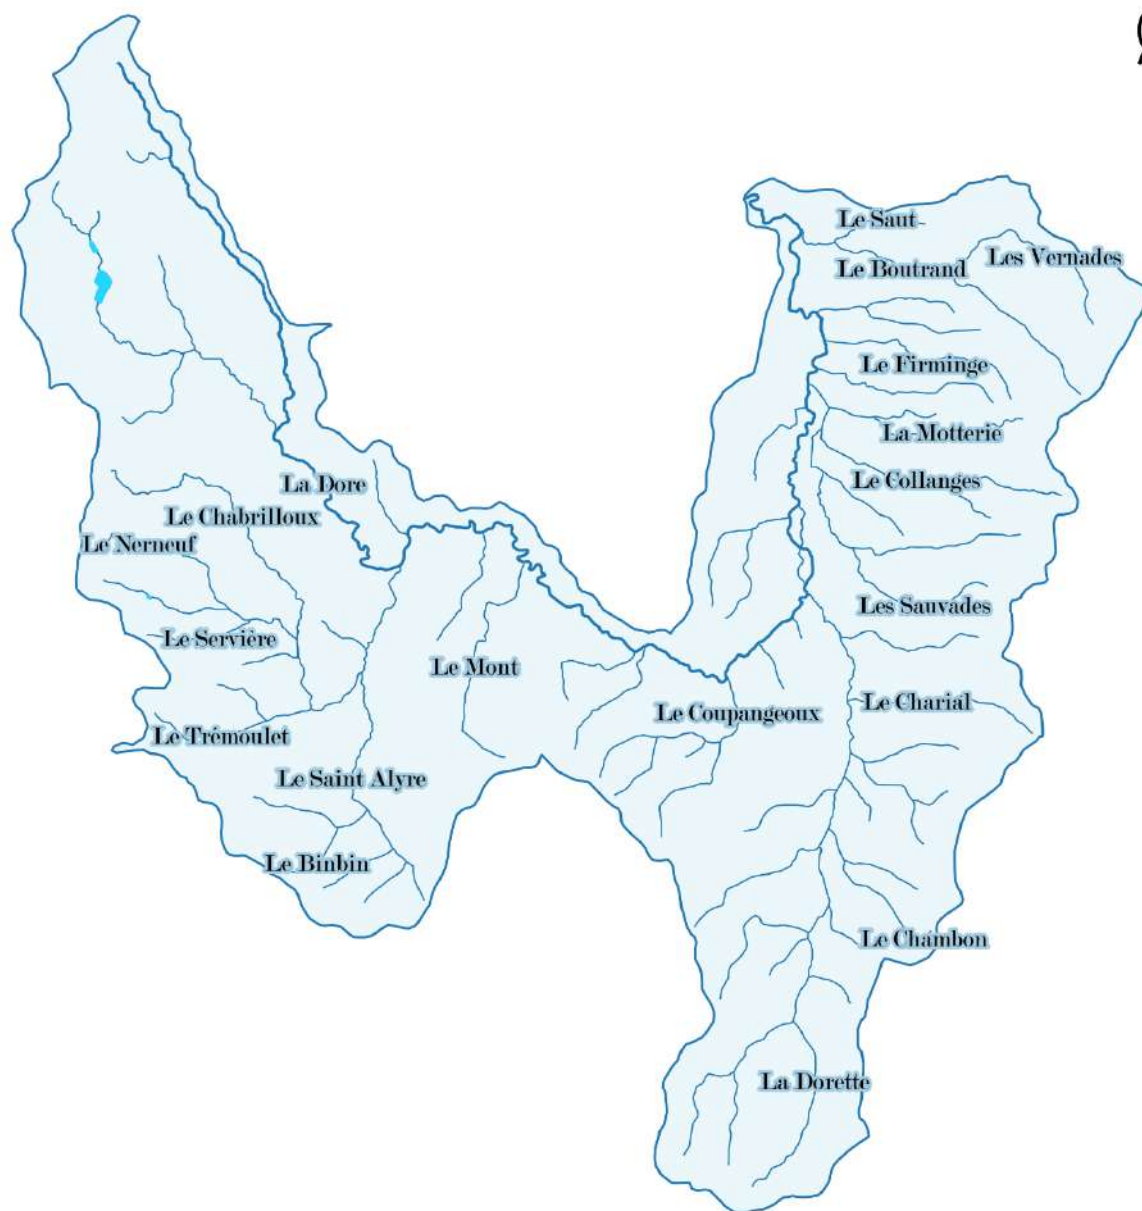 Le Saut
Le Boutrand
Les Vernades
Le Firminge
La Motterie
Le Collanges
La Dore
Le Chabrilloux
Le Nerneuf
Les Sauvades
Le Servière
Le Mont
Le Charial
Le Coupangeoux
Le Trémoulet
Le Saint Alyre
Le Binbin
Le Chambon
La Dorette